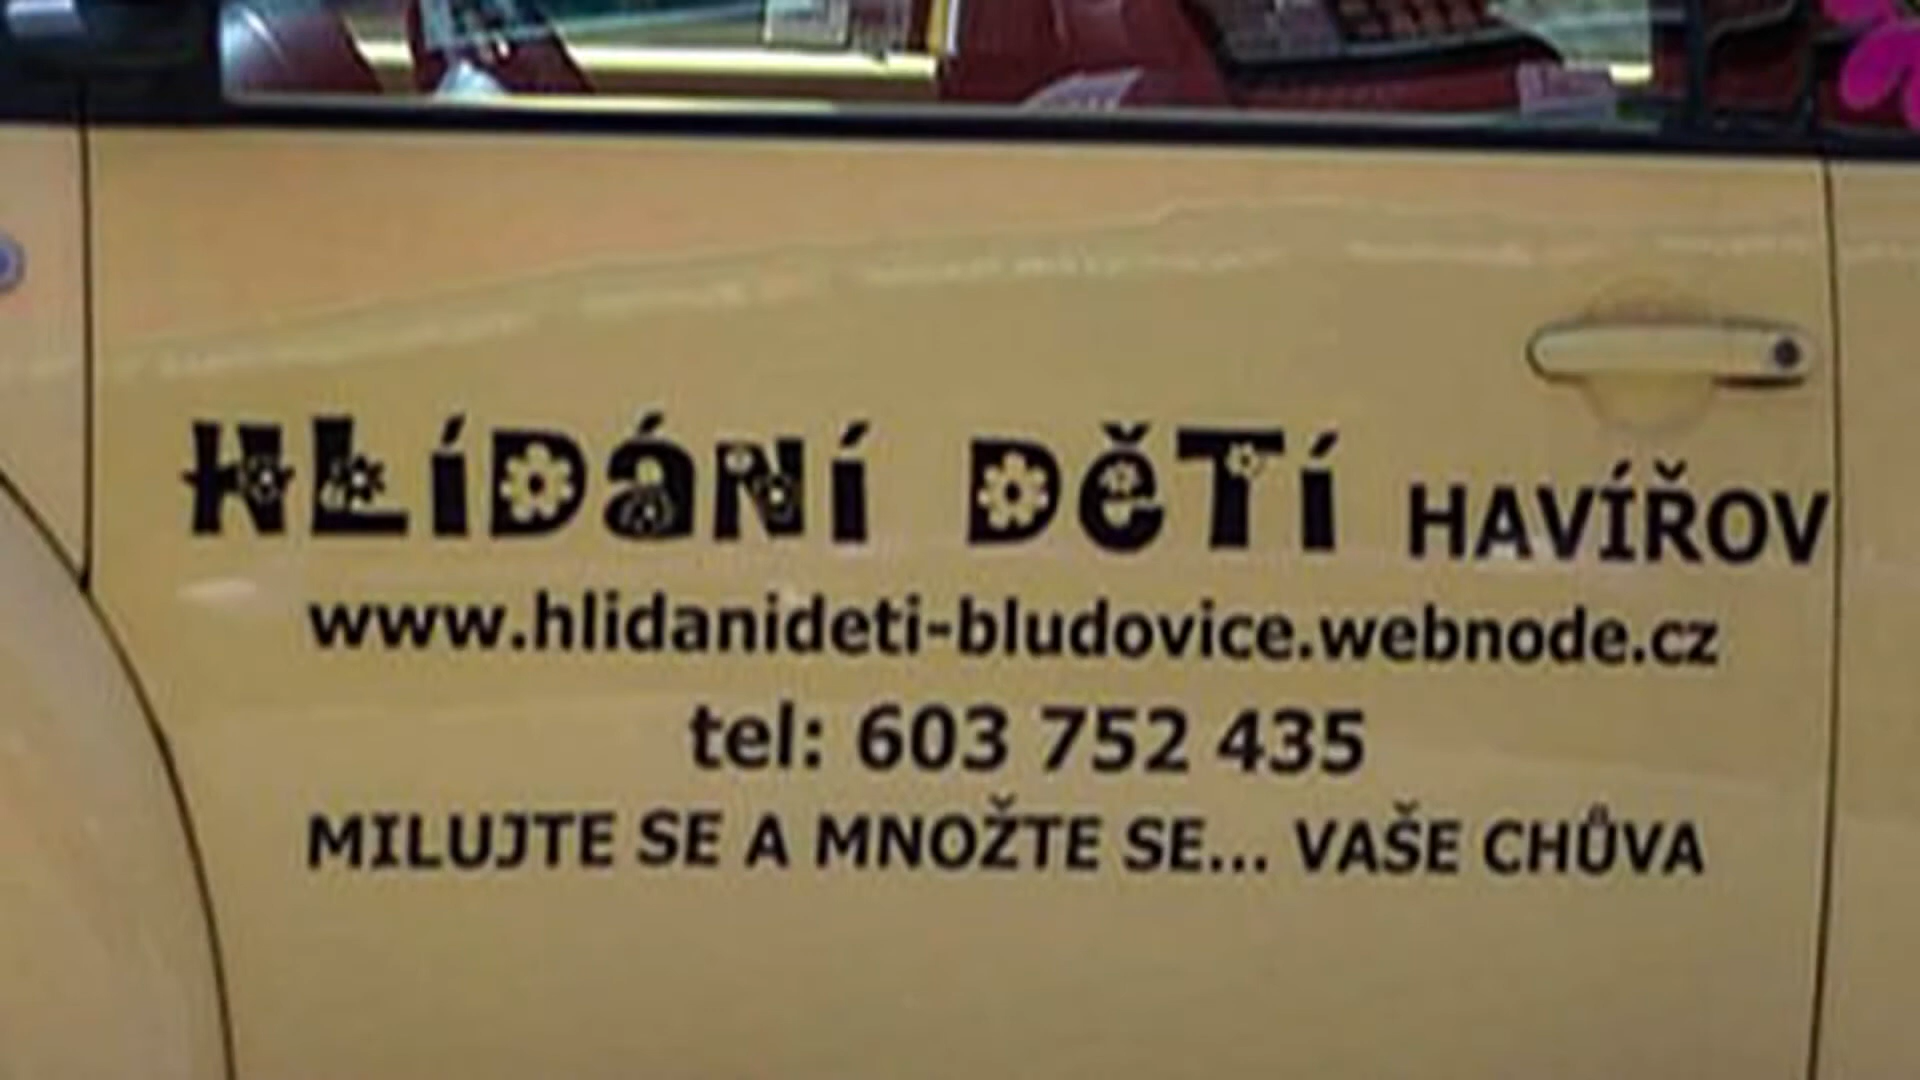 HLÍDáNÍ DěTÍ HAVÍŘOV
www.hlidanideti-bludovice.webnode.cz
tel: 603 752 435
MILUJTE SE A MNOŽTE SE... VAŠE CHŮVA